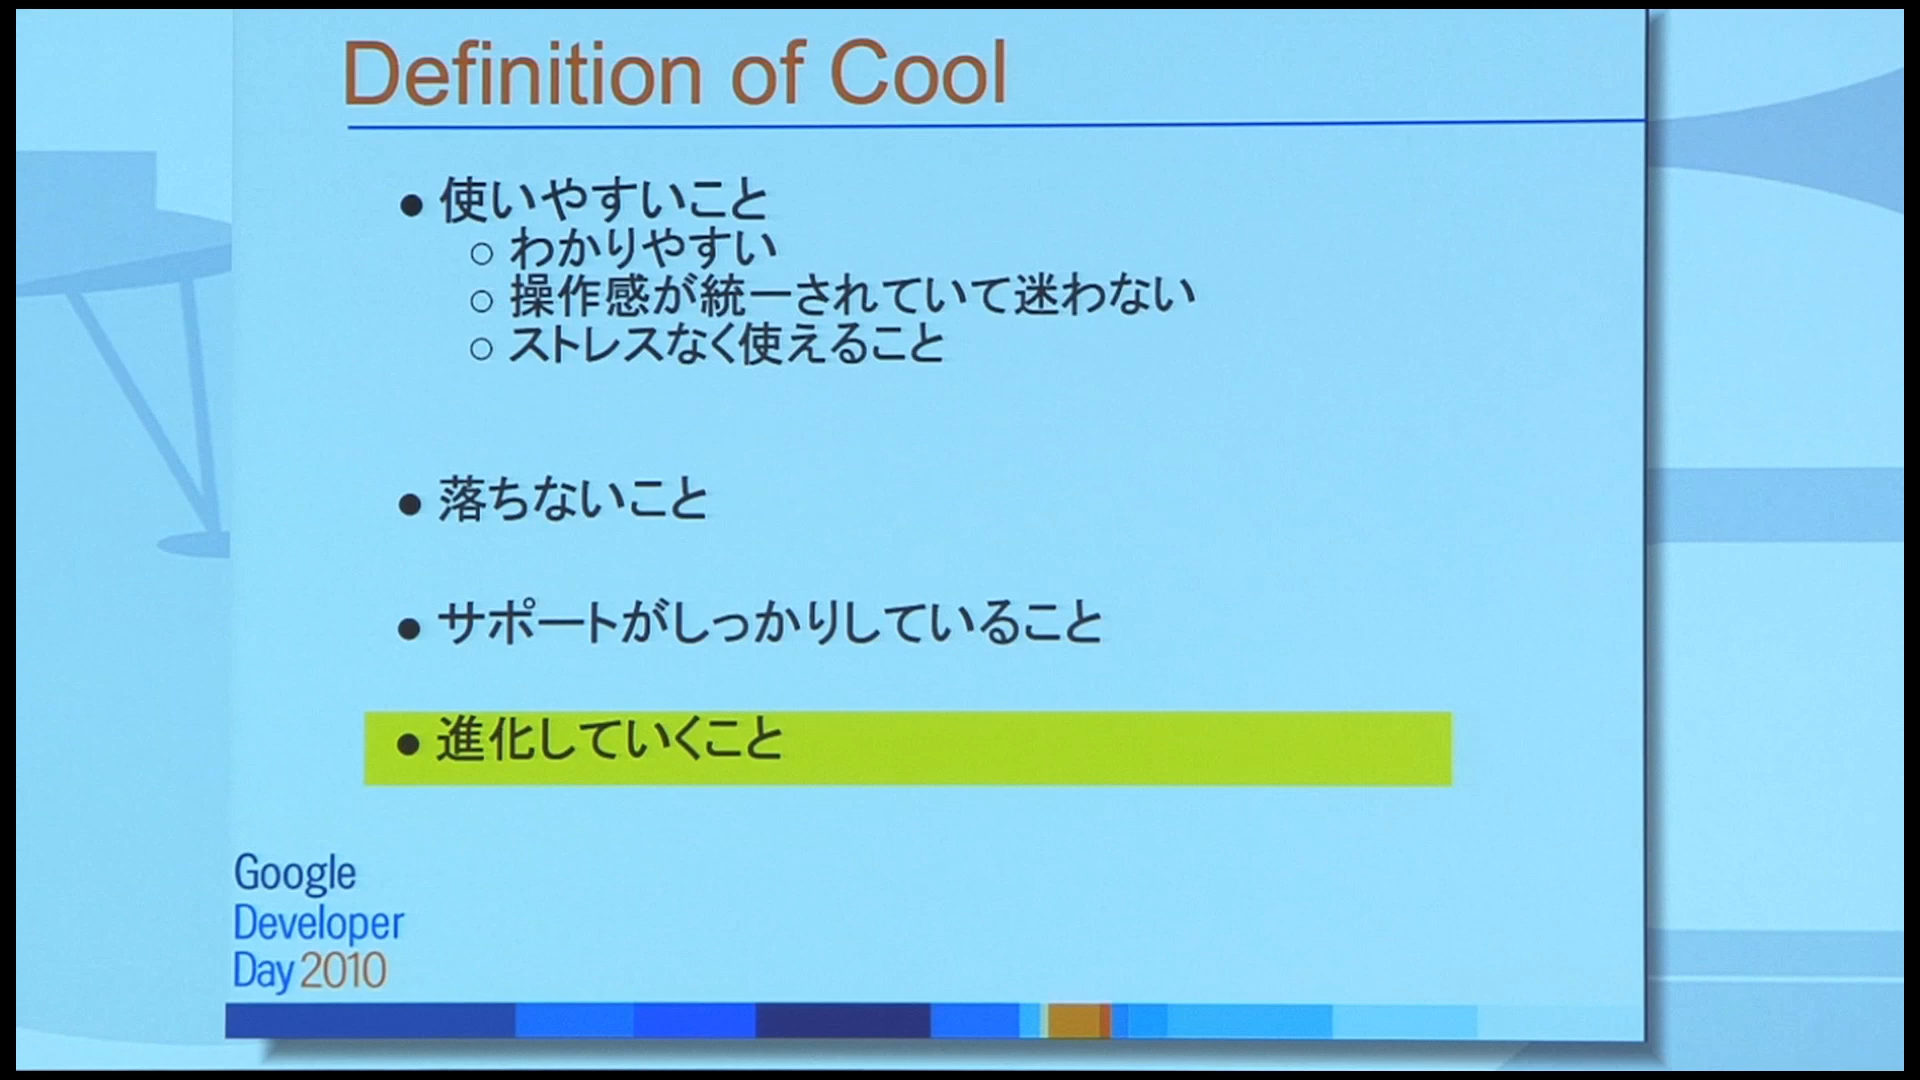 Definition of Cool
● 使いやすいこと
○ わかりやすい
○ 操作感が統一されていて迷わない
○ ストレスなく使えること
● 落ちないこと
● サポートがしっかりしていること
● 進化していくこと
Google
Developer
Day 2010